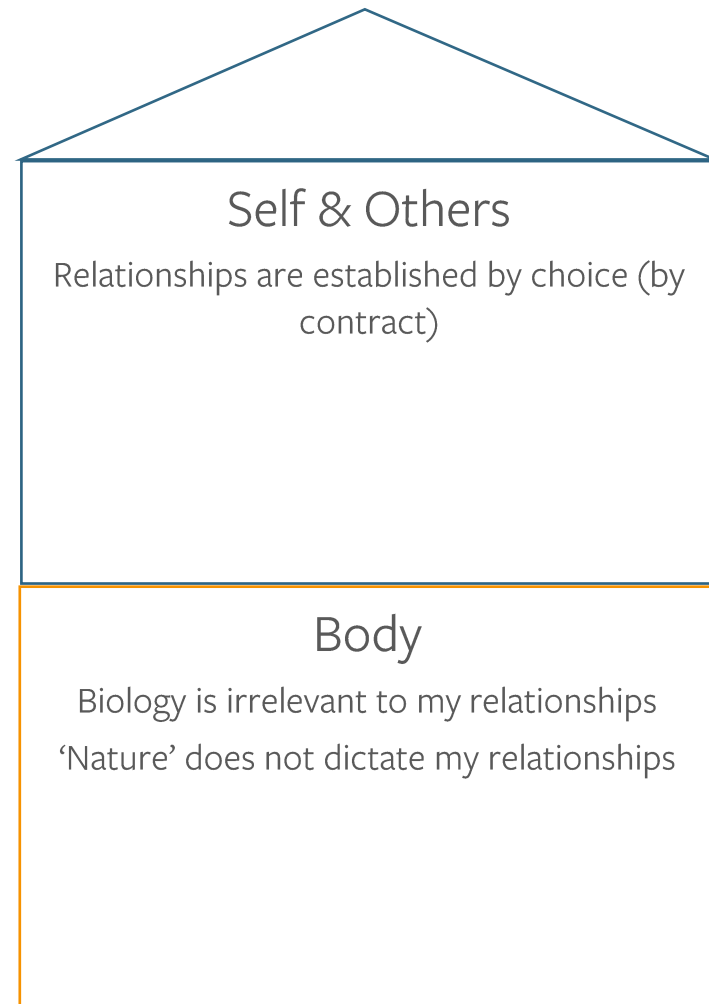 Self & Others
Relationships are established by choice (by
contract)
Body
Biology is irrelevant to my relationships
‘Nature’ does not dictate my relationships